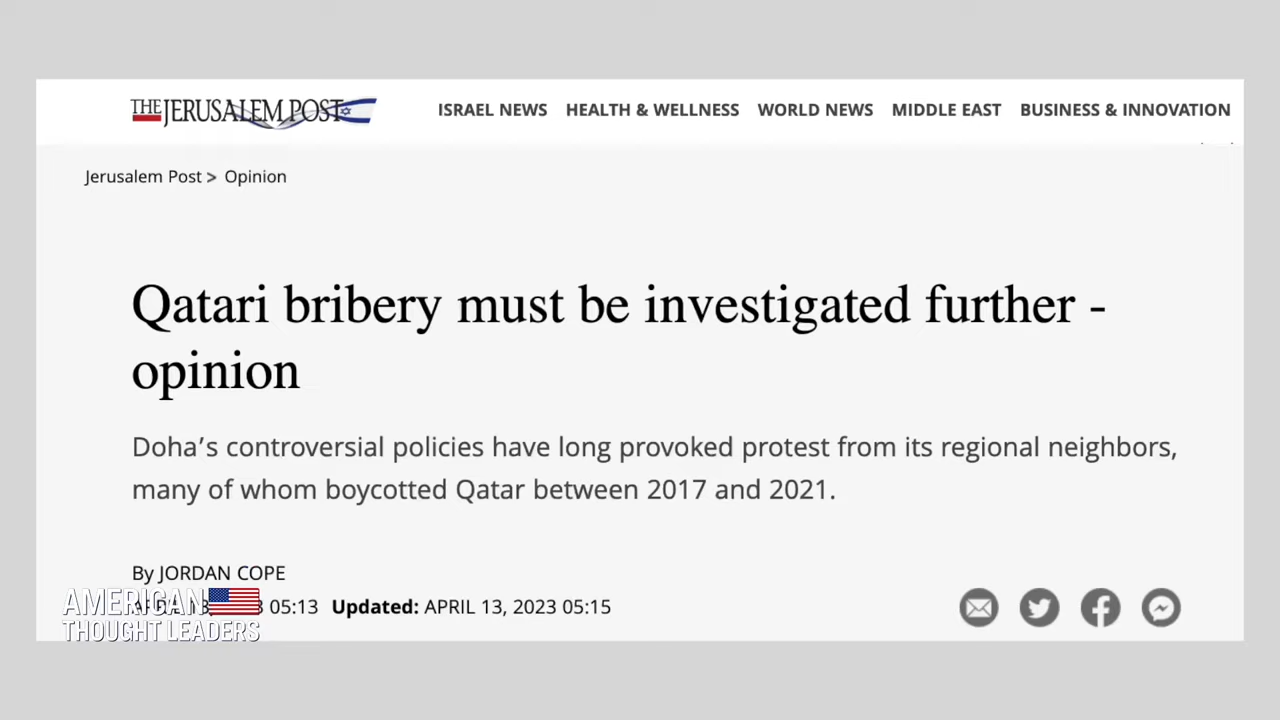 THE JERUSALEM POST
ISRAEL NEWS HEALTH & WELLNESS WORLD NEWS MIDDLE EAST BUSINESS & INNOVATION
Jerusalem Post > Opinion
Qatari bribery must be investigated further -
opinion
Doha’s controversial policies have long provoked protest from its regional neighbors,
many of whom boycotted Qatar between 2017 and 2021.
By JORDAN COPE
05:13 Updated: APRIL 13, 2023 05:15
AMERICAN
THOUGHT LEADERS